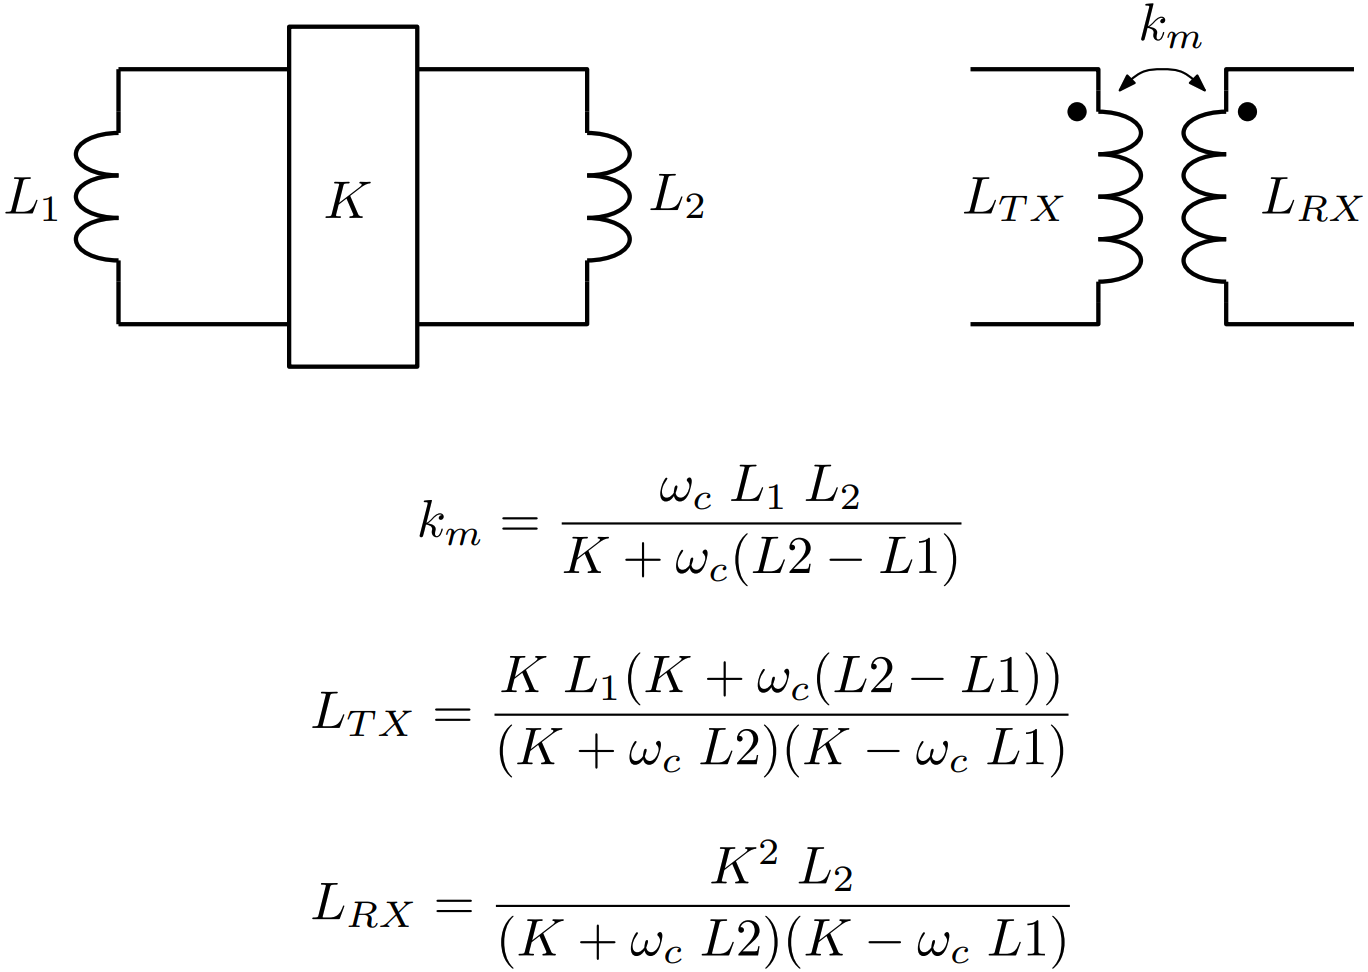 k_m
L_1 K L_2 L_{TX} L_{RX}
k_m = \frac{\omega_c \ L_1 \ L_2}{K + \omega_c(L2 - L1)}
L_{TX} = \frac{K \ L_1(K + \omega_c(L2 - L1))}{(K + \omega_c \ L2)(K - \omega_c \ L1)}
L_{RX} = \frac{K^2 \ L_2}{(K + \omega_c \ L2)(K - \omega_c \ L1)}